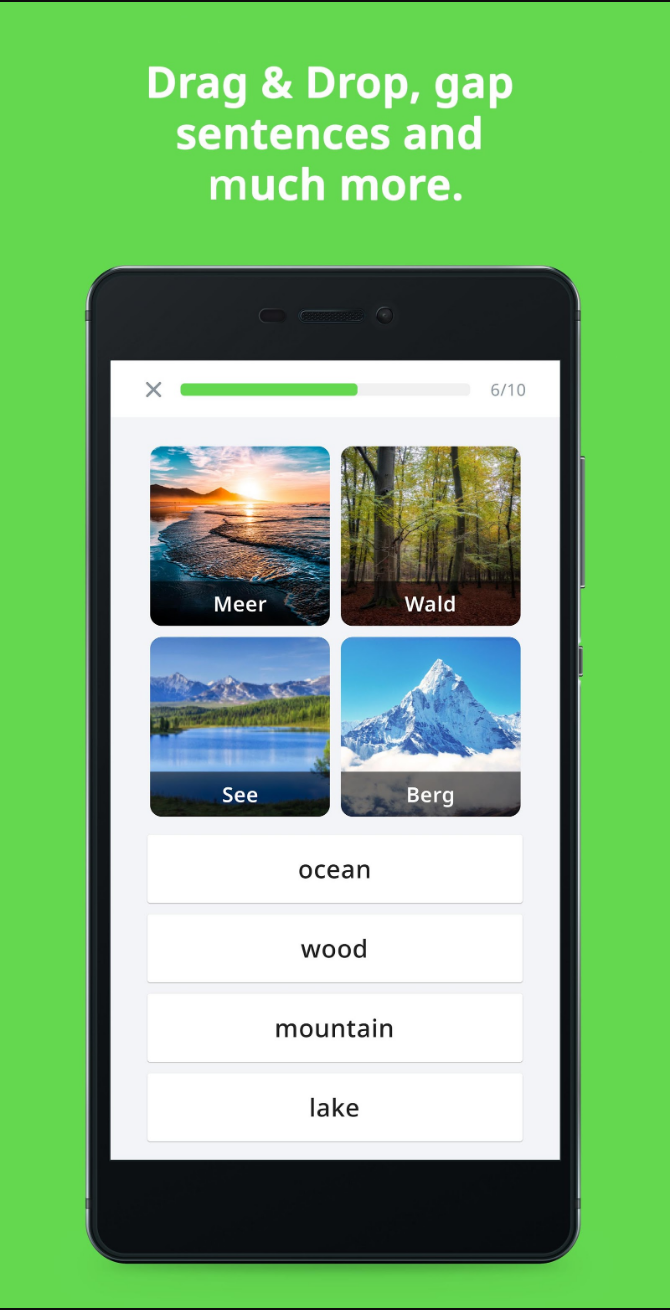 Drag & Drop, gap
sentences and
much more.
6/10
Meer
Wald
See
Berg
ocean
wood
mountain
lake